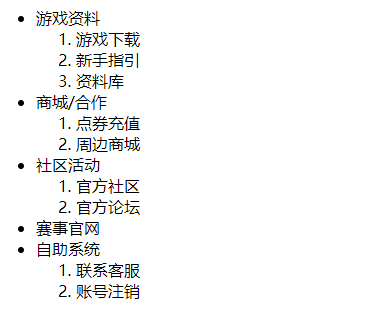 • 游戏资料
1. 游戏下载
2. 新手指引
3. 资料库
• 商城/合作
1. 点券充值
2. 周边商城
• 社区活动
1. 官方社区
2. 官方论坛
• 赛事官网
• 自助系统
1. 联系客服
2. 账号注销